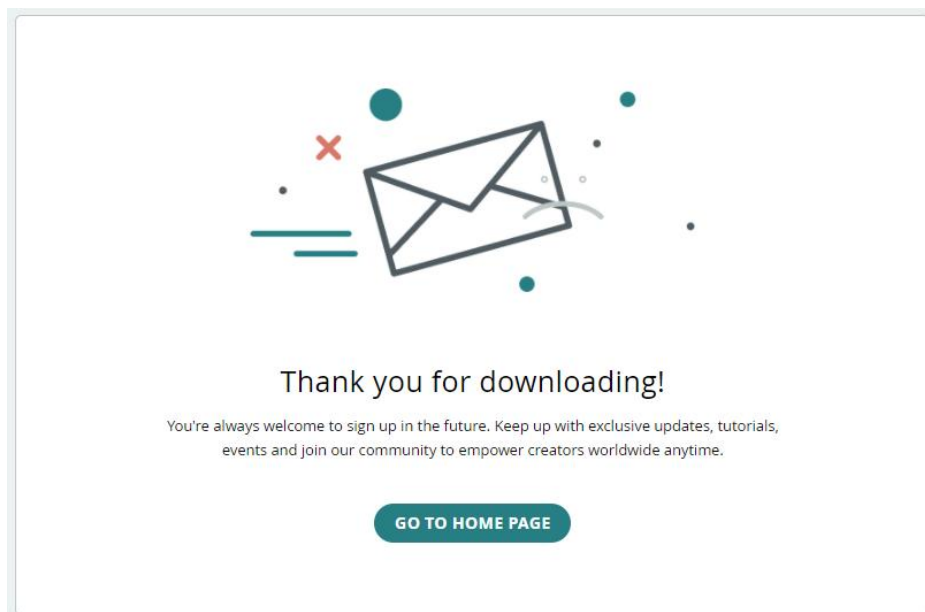 Thank you for downloading!
You're always welcome to sign up in the future. Keep up with exclusive updates, tutorials,
events and join our community to empower creators worldwide anytime.
GO TO HOME PAGE